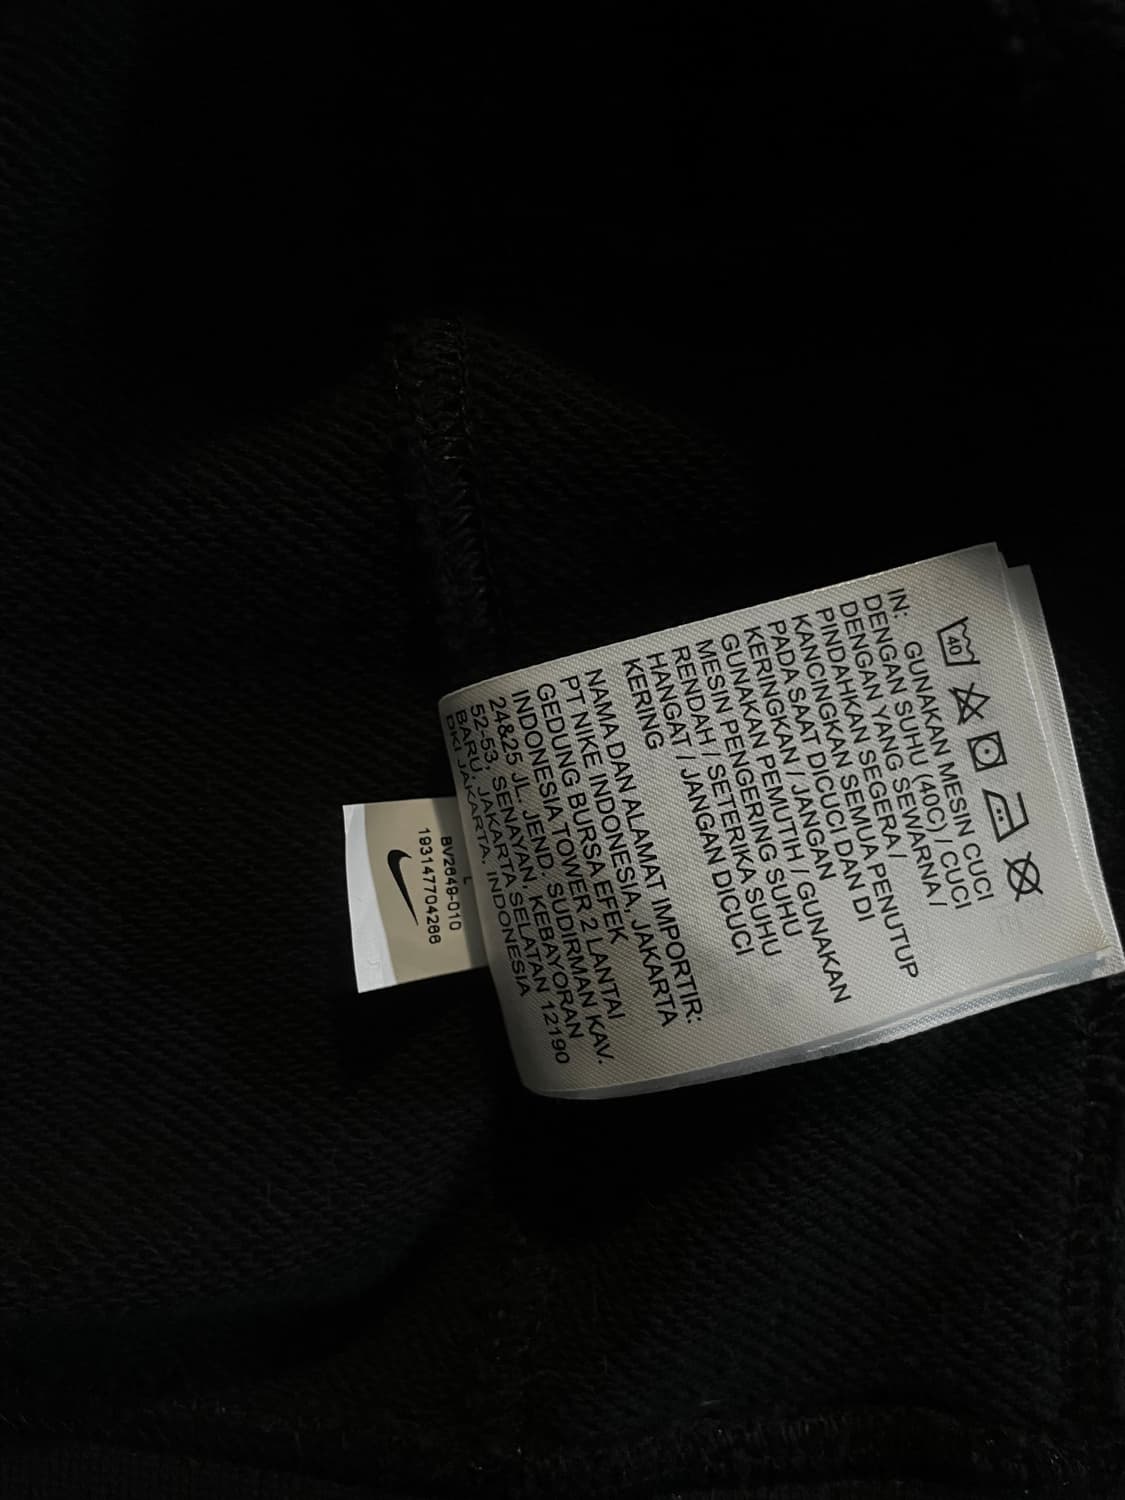 40
IN: GUNAKAN MESIN CUCI
DENGAN SUHU (40C) / CUCI
DENGAN YANG SEWARNA /
PINDAHKAN SEGERA /
KANCINGKAN SEMUA PENUTUP
PADA SAAT DICUCI DAN DI
KERINGKAN / JANGAN
GUNAKAN PEMUTIH / GUNAKAN
MESIN PENGERING SUHU
RENDAH / SETERIKA SUHU
HANGAT / JANGAN DICUCI
KERING
NAMA DAN ALAMAT IMPORTIR:
PT NIKE INDONESIA, JAKARTA
GEDUNG BURSA EFEK
INDONESIA TOWER 2 LANTAI
24&25 JL. JEND. SUDIRMAN KAV.
52-53, SENAYAN, KEBAYORAN
BARU, JAKARTA SELATAN 12190
DKI JAKARTA, INDONESIA
L
BV2649-010
193147704286